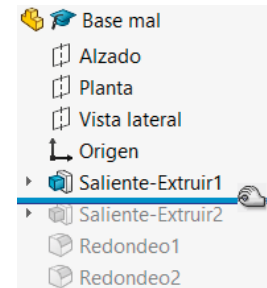 Base mal
Alzado
Planta
Vista lateral
Origen
Saliente-Extruir1
Saliente-Extruir2
Redondeo1
Redondeo2